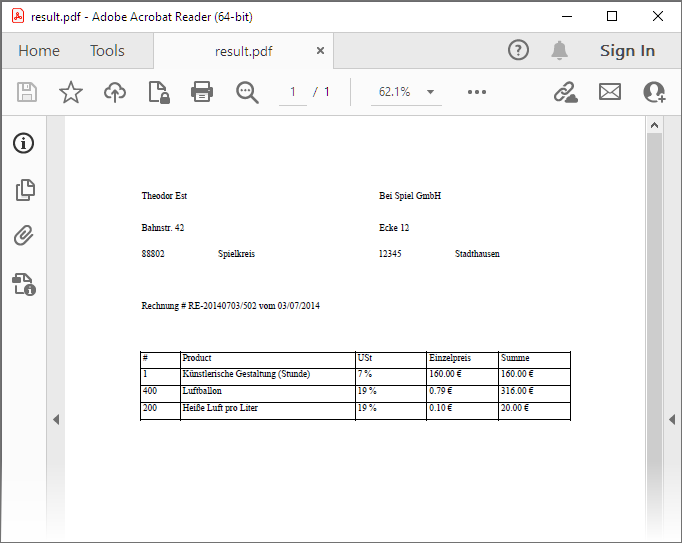 result.pdf - Adobe Acrobat Reader (64-bit)
Home Tools result.pdf × ? Sign In
1 / 1 62.1%
Theodor Est Bei Spiel GmbH
Bahnstr. 42 Ecke 12
88802 Spielkreis 12345 Stadthausen
Rechnung # RE-20140703/502 vom 03/07/2014
# Product USt Einzelpreis Summe
1 Künstlerische Gestaltung (Stunde) 7 % 160.00 € 160.00 €
400 Luftballon 19 % 0.79 € 316.00 €
200 Heiße Luft pro Liter 19 % 0.10 € 20.00 €